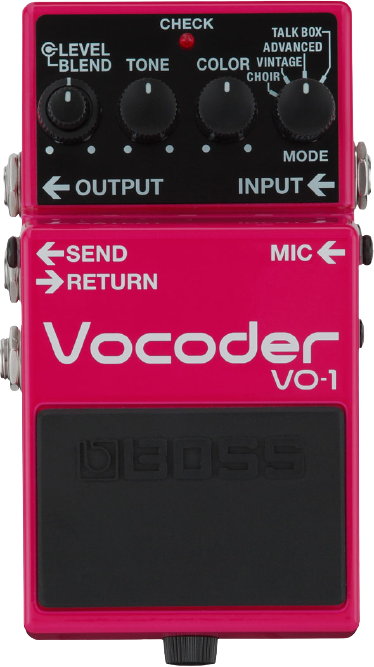 CHECK
LEVEL
BLEND
TONE
COLOR
TALK BOX
ADVANCED
VINTAGE
CHOIR
MODE
OUTPUT
INPUT
SEND
RETURN
MIC
Vocoder
VO-1
BOSS